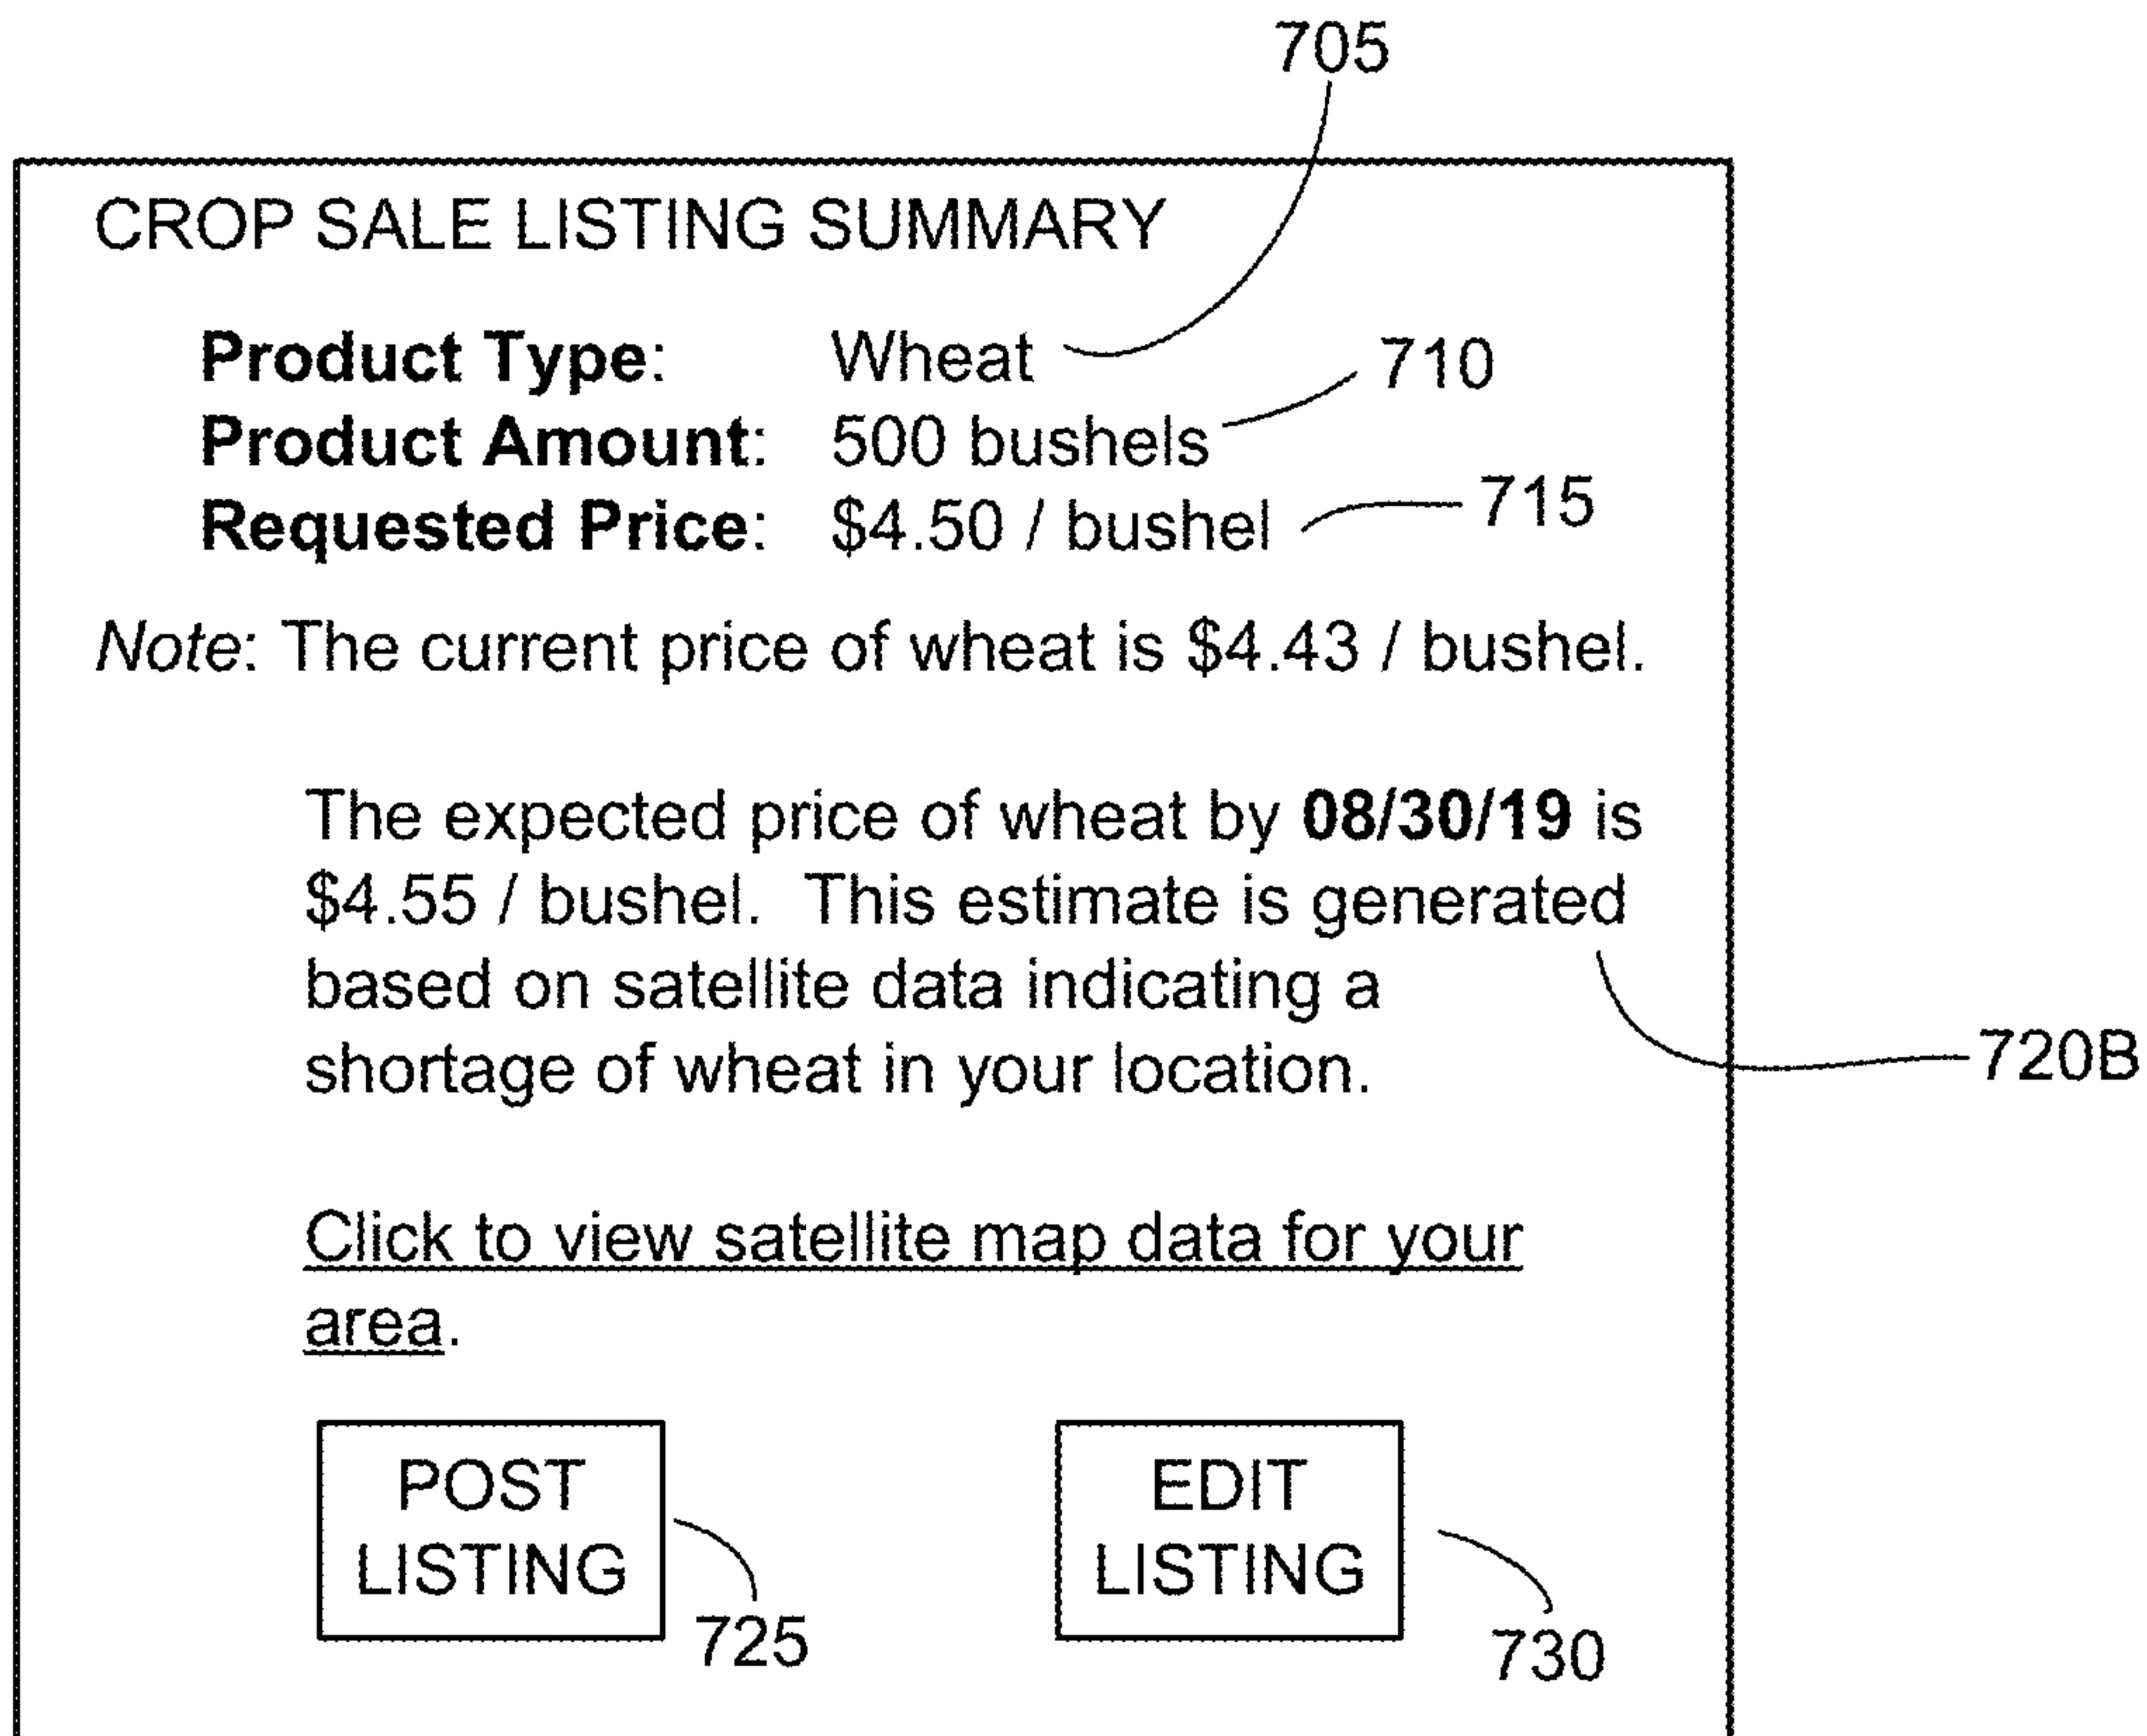 705
CROP SALE LISTING SUMMARY
Product Type: Wheat
710
Product Amount: 500 bushels
Requested Price: $4.50 / bushel
715
Note: The current price of wheat is $4.43 / bushel.
The expected price of wheat by 08/30/19 is
$4.55 / bushel. This estimate is generated
based on satellite data indicating a
shortage of wheat in your location.
720B
Click to view satellite map data for your
area.
POST
LISTING
725
EDIT
LISTING
730